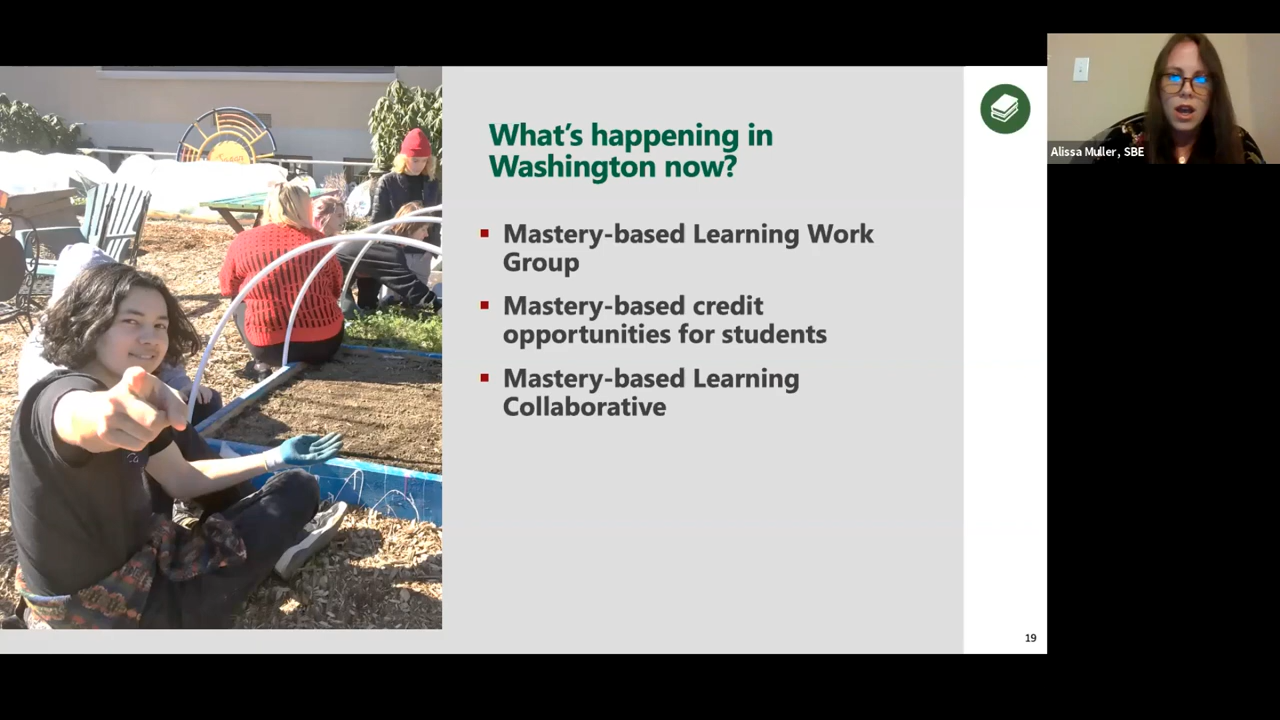 What's happening in
Washington now?
▪ Mastery-based Learning Work
Group
▪ Mastery-based credit
opportunities for students
▪ Mastery-based Learning
Collaborative
19
Alissa Muller, SBE